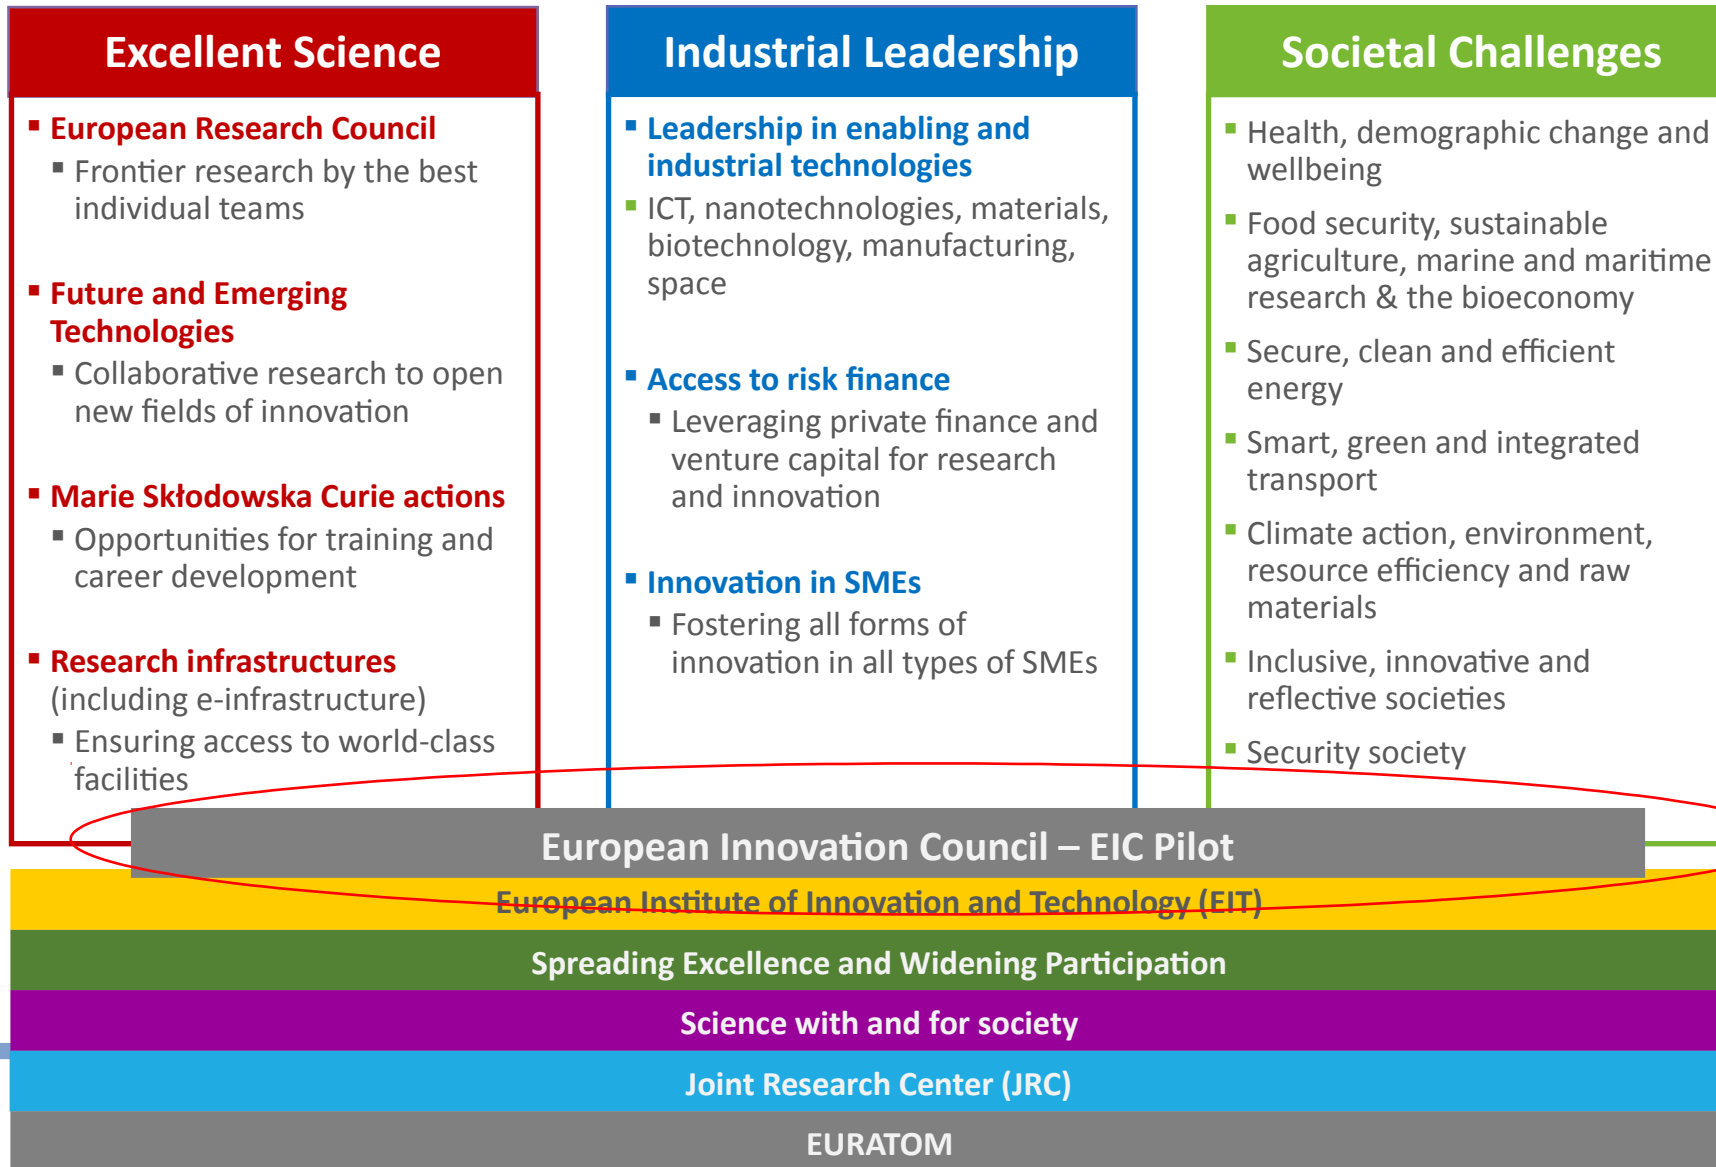 Excellent Science
▪ European Research Council
▪ Frontier research by the best
individual teams
▪ Future and Emerging
Technologies
▪ Collaborative research to open
new fields of innovation
▪ Marie Skłodowska Curie actions
▪ Opportunities for training and
career development
▪ Research infrastructures
(including e-infrastructure)
▪ Ensuring access to world-class
facilities
Industrial Leadership
▪ Leadership in enabling and
industrial technologies
▪ ICT, nanotechnologies, materials,
biotechnology, manufacturing,
space
▪ Access to risk finance
▪ Leveraging private finance and
venture capital for research
and innovation
▪ Innovation in SMEs
▪ Fostering all forms of
innovation in all types of SMEs
Societal Challenges
▪ Health, demographic change and
wellbeing
▪ Food security, sustainable
agriculture, marine and maritime
research & the bioeconomy
▪ Secure, clean and efficient
energy
▪ Smart, green and integrated
transport
▪ Climate action, environment,
resource efficiency and raw
materials
▪ Inclusive, innovative and
reflective societies
▪ Security society
European Innovation Council – EIC Pilot
European Institute of Innovation and Technology (EIT)
Spreading Excellence and Widening Participation
Science with and for society
Joint Research Center (JRC)
EURATOM